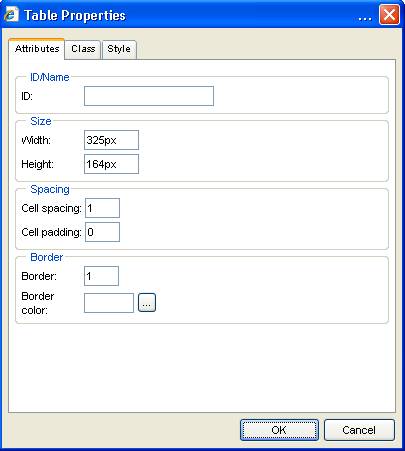 Table Properties ...
Attributes Class Style
ID/Name
ID:
Size
Width: 325px
Height: 164px
Spacing
Cell spacing: 1
Cell padding: 0
Border
Border: 1
Border
color: ...
OK Cancel